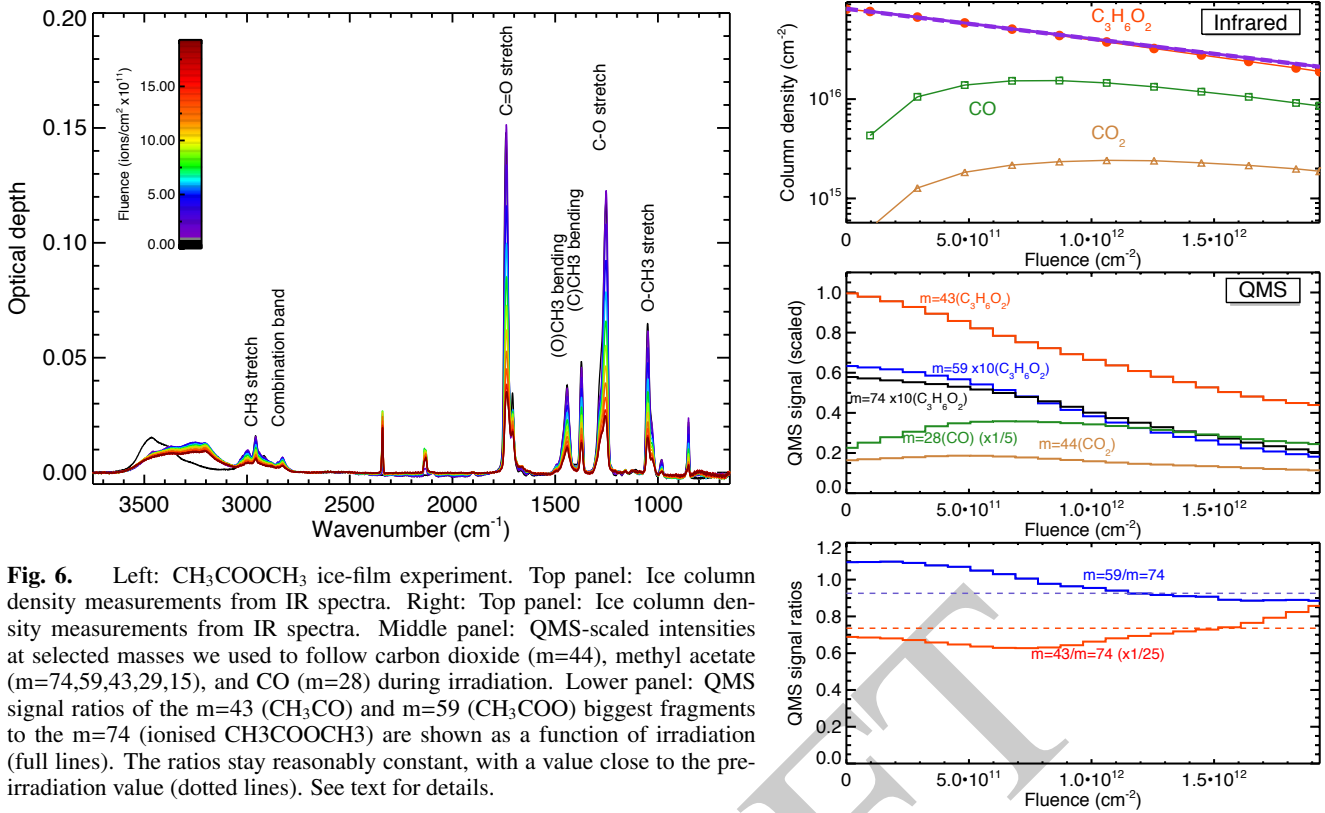 0.20
0.15
0.10
0.05
0.00
Optical depth
Fluence (ions/cm² x10¹¹)
15.00
10.00
5.00
0.00
CH3 stretch
Combination band
C=O stretch
(O)CH3 bending
(C)CH3 bending
C-O stretch
O-CH3 stretch
3500 3000 2500 2000 1500 1000
Wavenumber (cm⁻¹)
Fig. 6. Left: CH₃COOCH₃ ice-film experiment. Top panel: Ice column
density measurements from IR spectra. Right: Top panel: Ice column den-
sity measurements from IR spectra. Middle panel: QMS-scaled intensities
at selected masses we used to follow carbon dioxide (m=44), methyl acetate
(m=74,59,43,29,15), and CO (m=28) during irradiation. Lower panel: QMS
signal ratios of the m=43 (CH₃CO) and m=59 (CH₃COO) biggest fragments
to the m=74 (ionised CH3COOCH3) are shown as a function of irradiation
(full lines). The ratios stay reasonably constant, with a value close to the pre-
irradiation value (dotted lines). See text for details.
Column density (cm⁻²)
10¹⁶
10¹⁵
C₃H₆O₂
Infrared
CO
CO₂
0 5.0•10¹¹ 1.0•10¹² 1.5•10¹²
Fluence (cm⁻²)
QMS signal (scaled)
1.0
0.8
0.6
0.4
0.2
0.0
QMS
m=43(C₃H₆O₂)
m=59 x10(C₃H₆O₂)
m=74 x10(C₃H₆O₂)
m=28(CO) (x1/5)
m=44(CO₂)
0 5.0•10¹¹ 1.0•10¹² 1.5•10¹²
Fluence (cm⁻²)
QMS signal ratios
1.2
1.0
0.8
0.6
0.4
0.2
0.0
m=59/m=74
m=43/m=74 (x1/25)
0 5.0•10¹¹ 1.0•10¹² 1.5•10¹²
Fluence (cm⁻²)